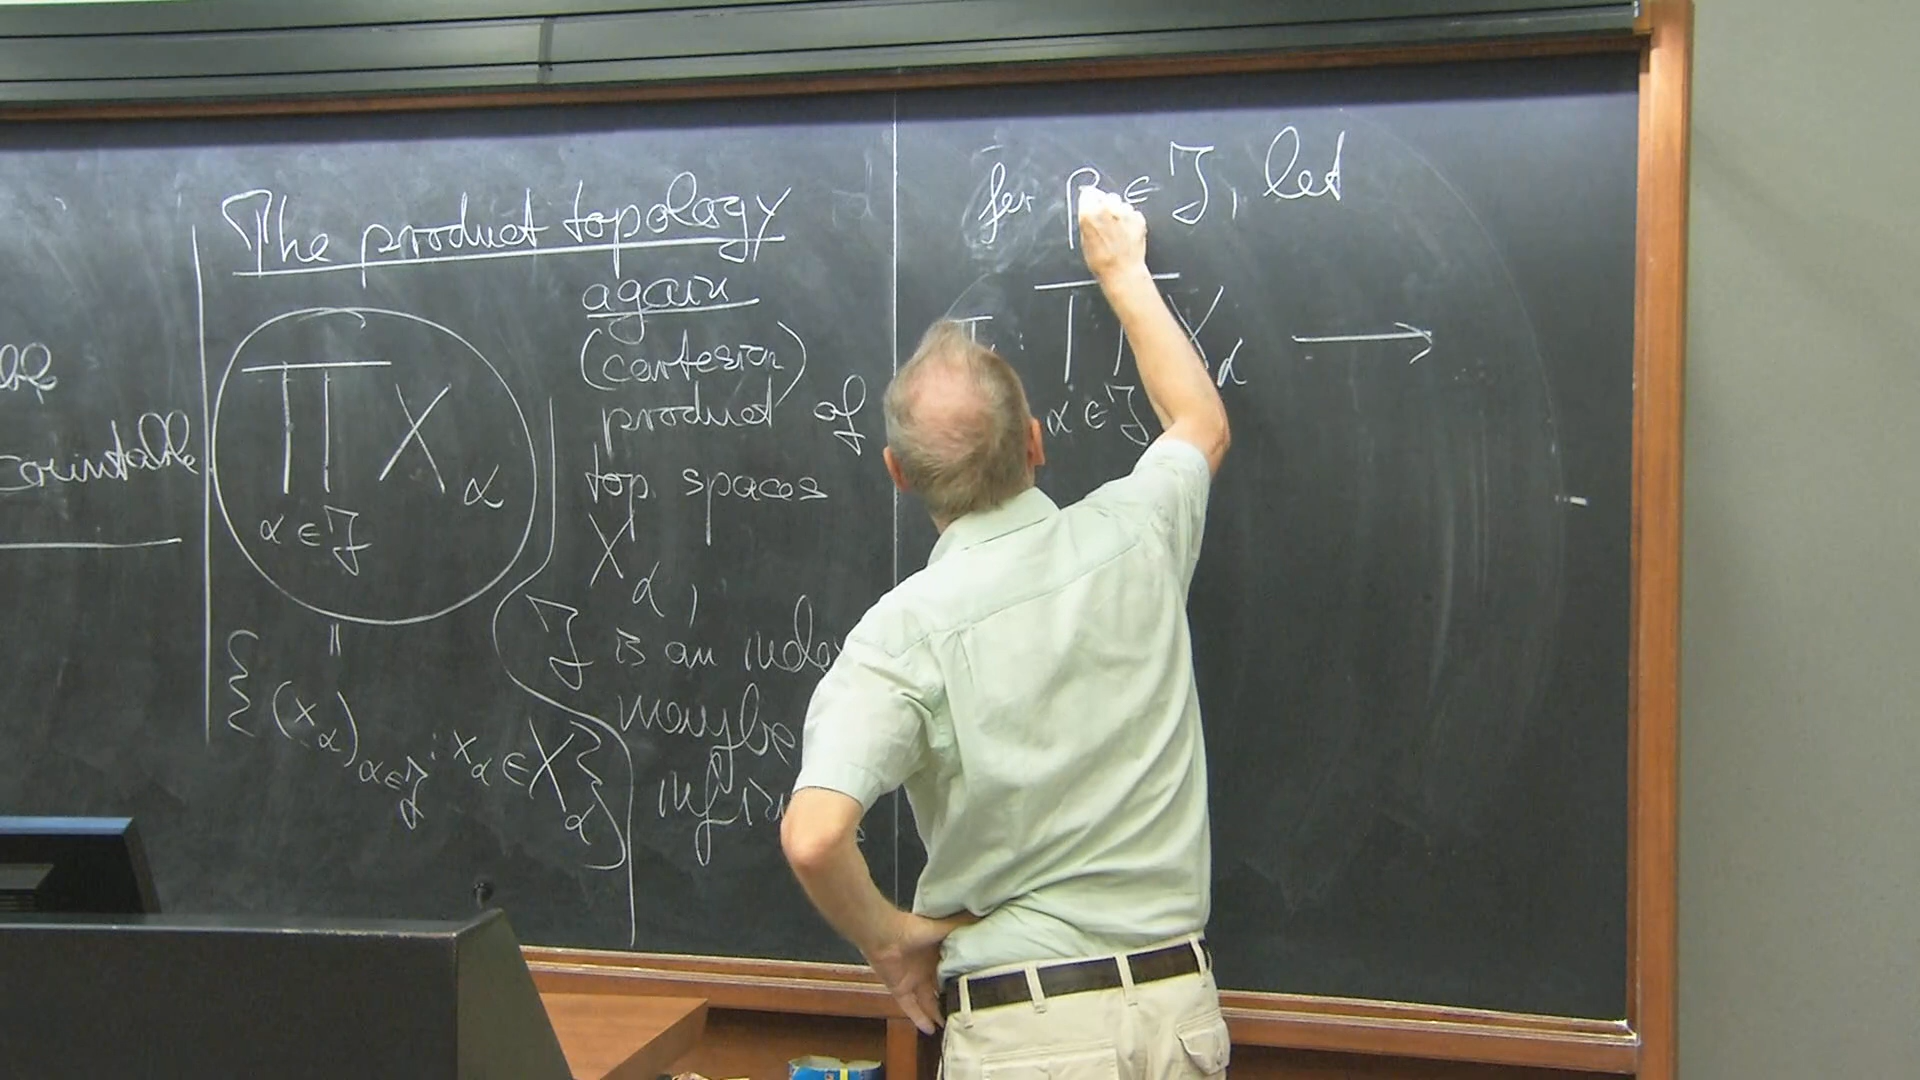 countable
The product topology
again
∏ X_α
α ∈ J
(cartesian)
product of
top. spaces
X_α,
J is an index
maybe
‖
{(x_α)_{α∈J} : x_α ∈ X_α}
for β ∈ J, let
∏ X_α ⟶
α ∈ J